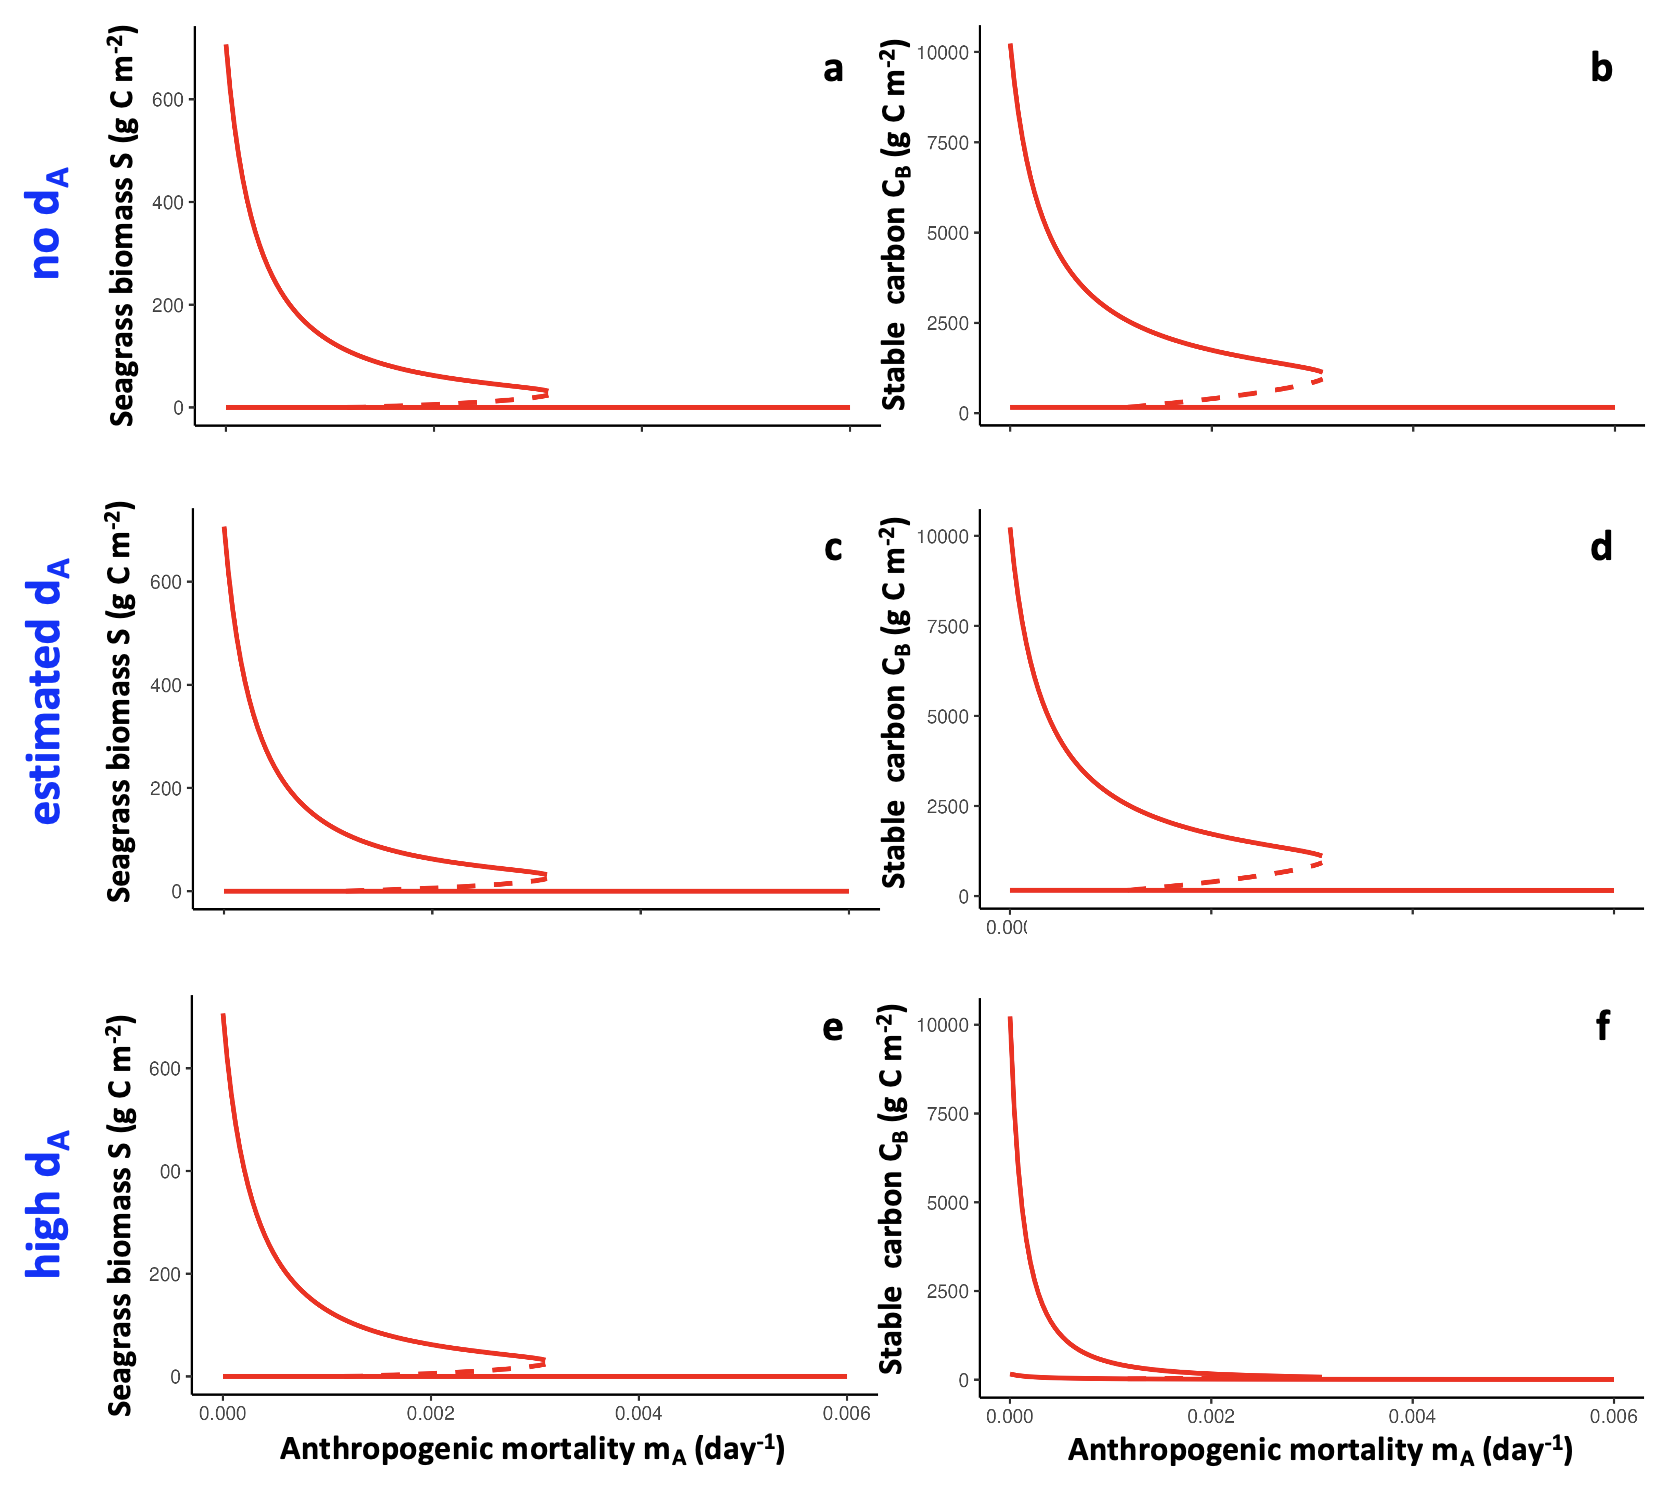 no dA
Seagrass biomass S (g C m-2)
600
400
200
0
a
Stable carbon CB (g C m-2)
10000
7500
5000
2500
0
b
estimated dA
Seagrass biomass S (g C m-2)
600
400
200
0
c
Stable carbon CB (g C m-2)
10000
7500
5000
2500
0
d
0.00
high dA
Seagrass biomass S (g C m-2)
600
00
200
0
e
0.000 0.002 0.004 0.006
Anthropogenic mortality mA (day-1)
Stable carbon CB (g C m-2)
10000
7500
5000
2500
0
f
0.000 0.002 0.004 0.006
Anthropogenic mortality mA (day-1)